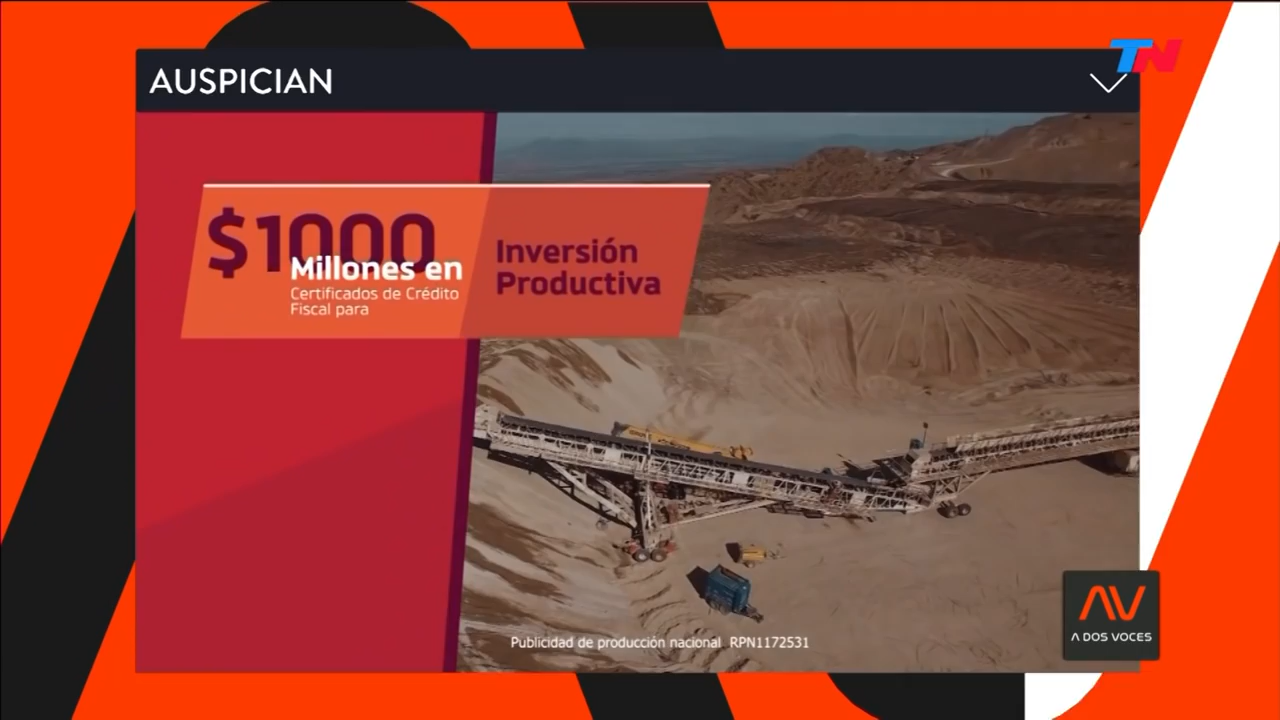 TN
AUSPICIAN
$1000
Millones en
Certificados de Crédito
Fiscal para
Inversión
Productiva
Publicidad de producción nacional RPN1172531
AV
A DOS VOCES